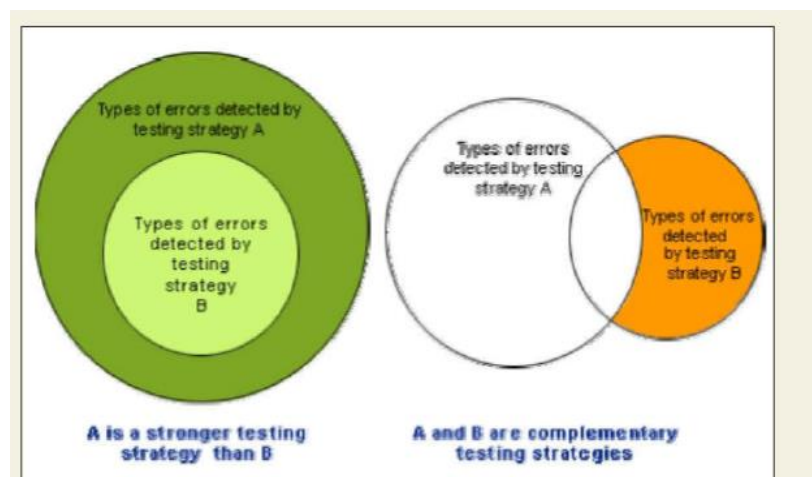 Types of errors detected by
testing strategy A
Types of errors
detected by
testing
strategy
B
A is a stronger testing
strategy than B
Types of errors
detected by testing
strategy A
Types of errors
detected
by testing
strategy B
A and B are complementary
testing strategies